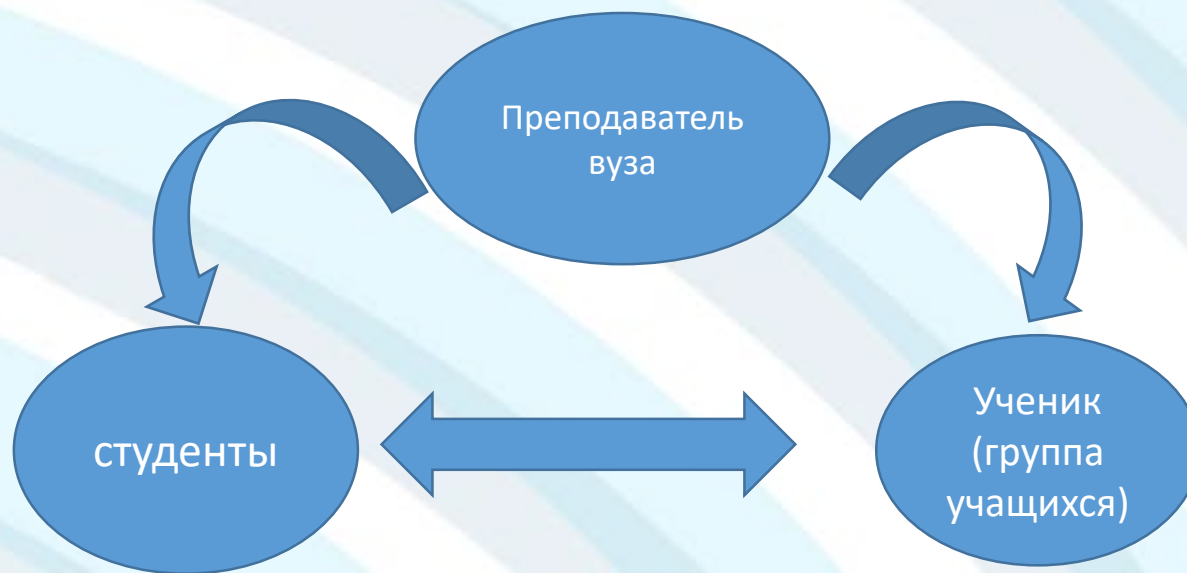 Преподаватель
вуза
студенты
Ученик
(группа
учащихся)